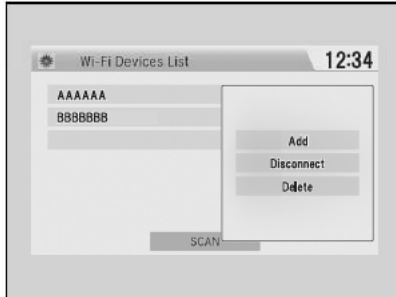 Wi-Fi Devices List 12:34
AAAAAA
BBBBBBB
Add
Disconnect
Delete
SCAN